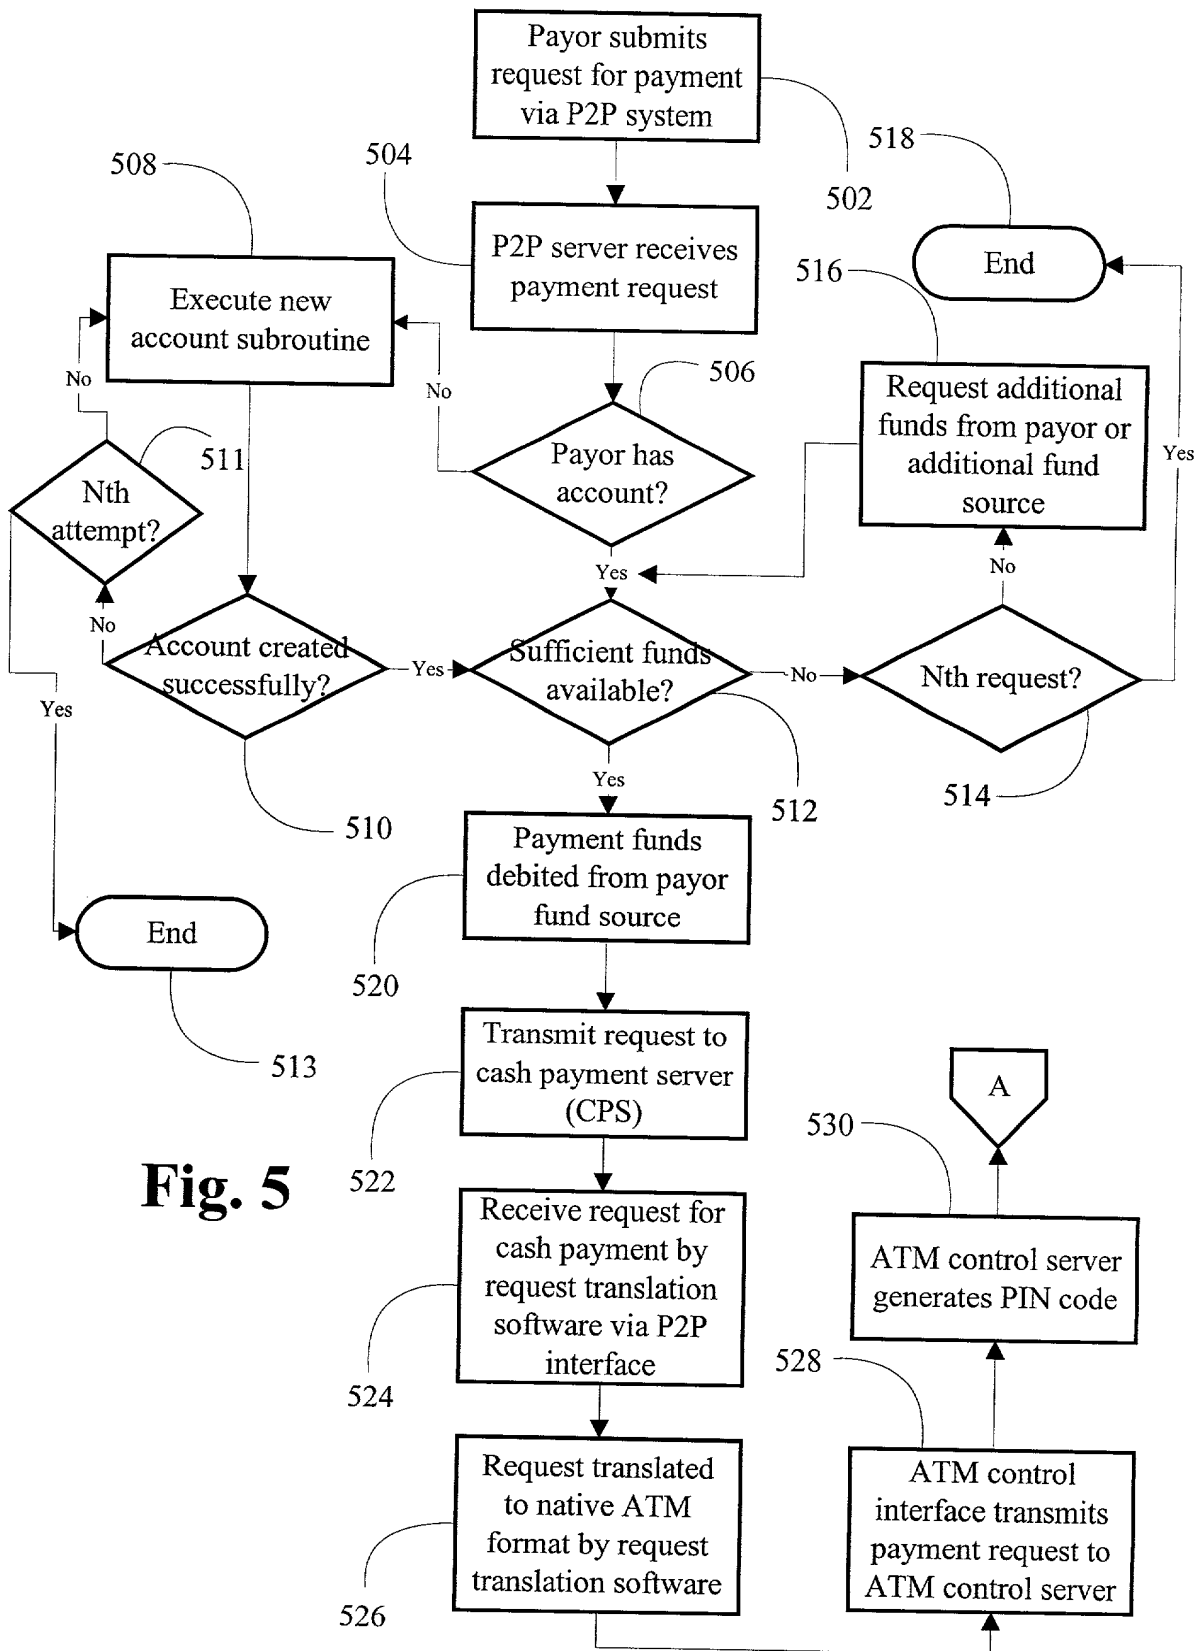 Payor submits
request for payment
via P2P system
502
504
P2P server receives
payment request
508
Execute new
account subroutine
518
End
516
Request additional
funds from payor or
additional fund
source
506
Payor has
account?
No
No
511
Nth
attempt?
Yes
Yes
No
No
Account created
successfully?
Yes
Sufficient funds
available?
No
Nth request?
Yes
Yes
510
512
514
Payment funds
debited from payor
fund source
520
End
513
Transmit request to
cash payment server
(CPS)
522
Fig. 5
Receive request for
cash payment by
request translation
software via P2P
interface
524
Request translated
to native ATM
format by request
translation software
526
A
530
ATM control server
generates PIN code
528
ATM control
interface transmits
payment request to
ATM control server